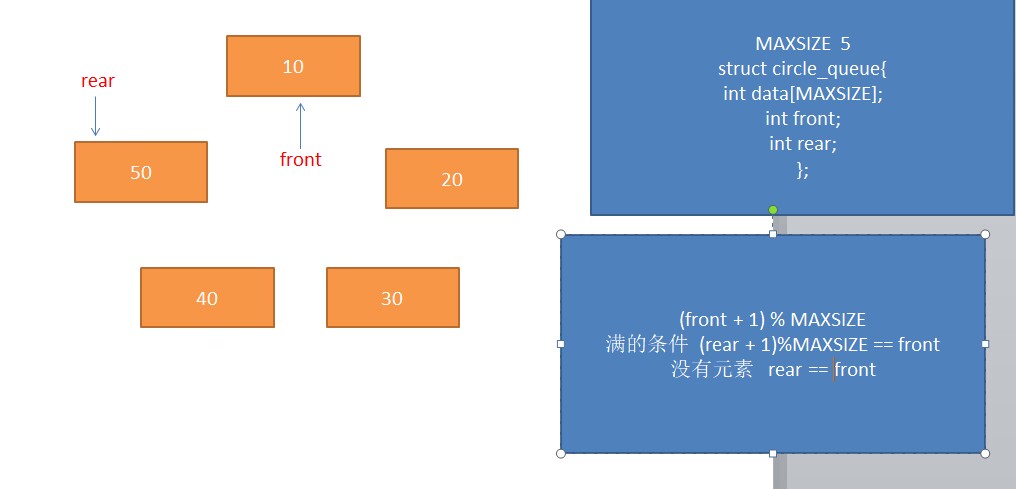 10
rear
front
50
20
40
30
MAXSIZE 5
struct circle_queue{
int data[MAXSIZE];
int front;
int rear;
};
(front + 1) % MAXSIZE
满的条件 (rear + 1)%MAXSIZE == front
没有元素 rear == front